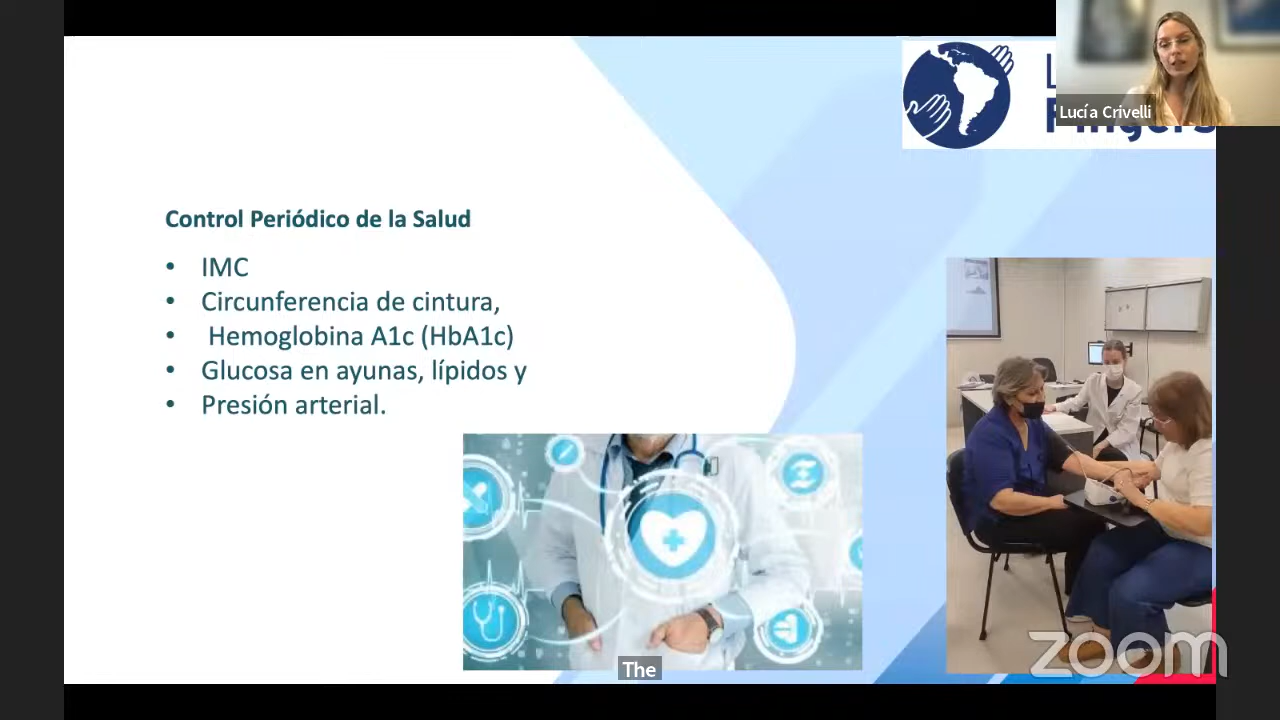 Lucía Crivelli
Control Periódico de la Salud
• IMC
• Circunferencia de cintura,
• Hemoglobina A1c (HbA1c)
• Glucosa en ayunas, lípidos y
• Presión arterial.
The
zoom